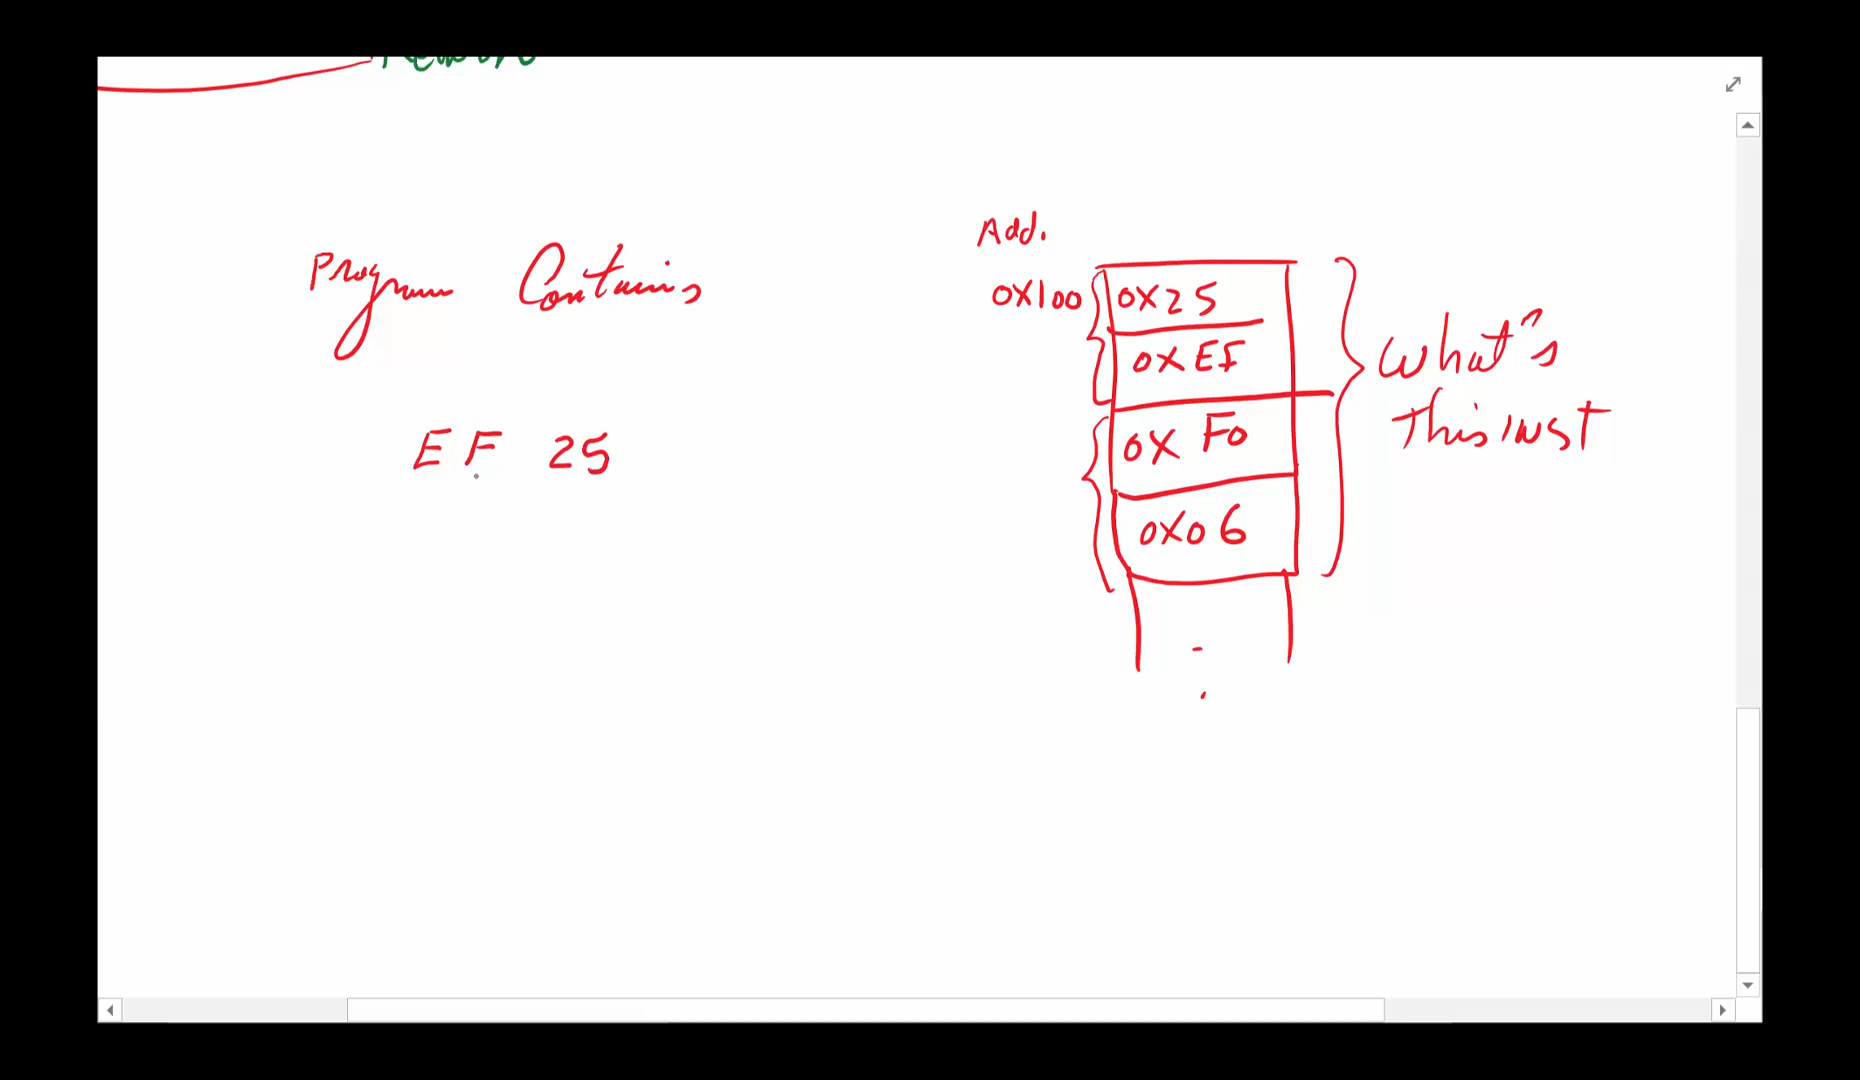 Program Contains
EF 25
Add.
0X100
0X25
0XEF
0XF0
0X06
What's
This inst